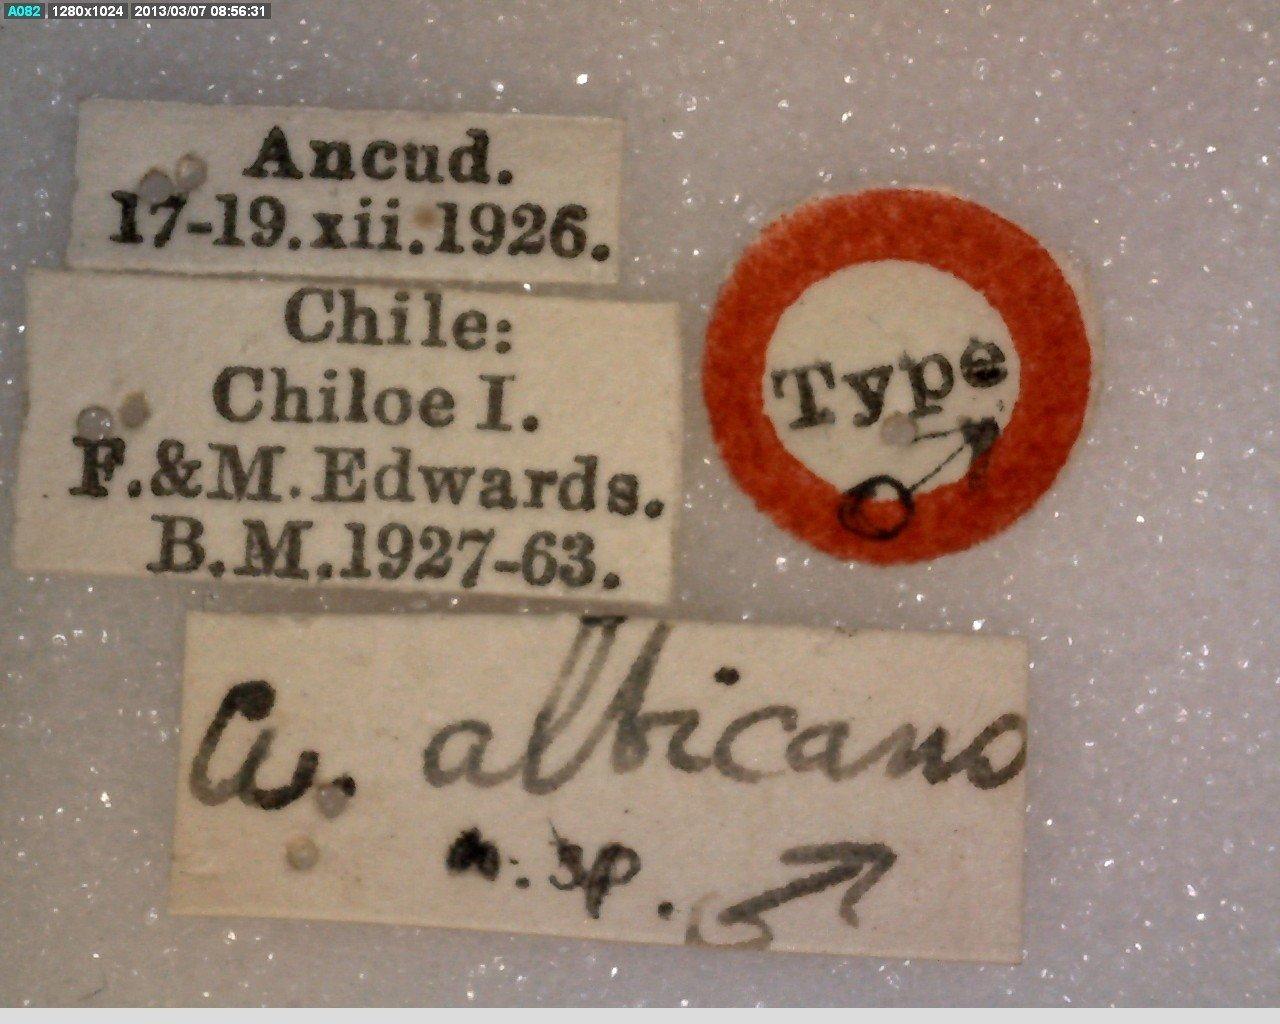 A082 1280x1024 2013/03/07 08:56:31
Ancud.
17-19.xii.1926.
Chile:
Chiloe I.
F.&M.Edwards.
B.M.1927-63.
Type
♂
albicans
n. sp. ♂